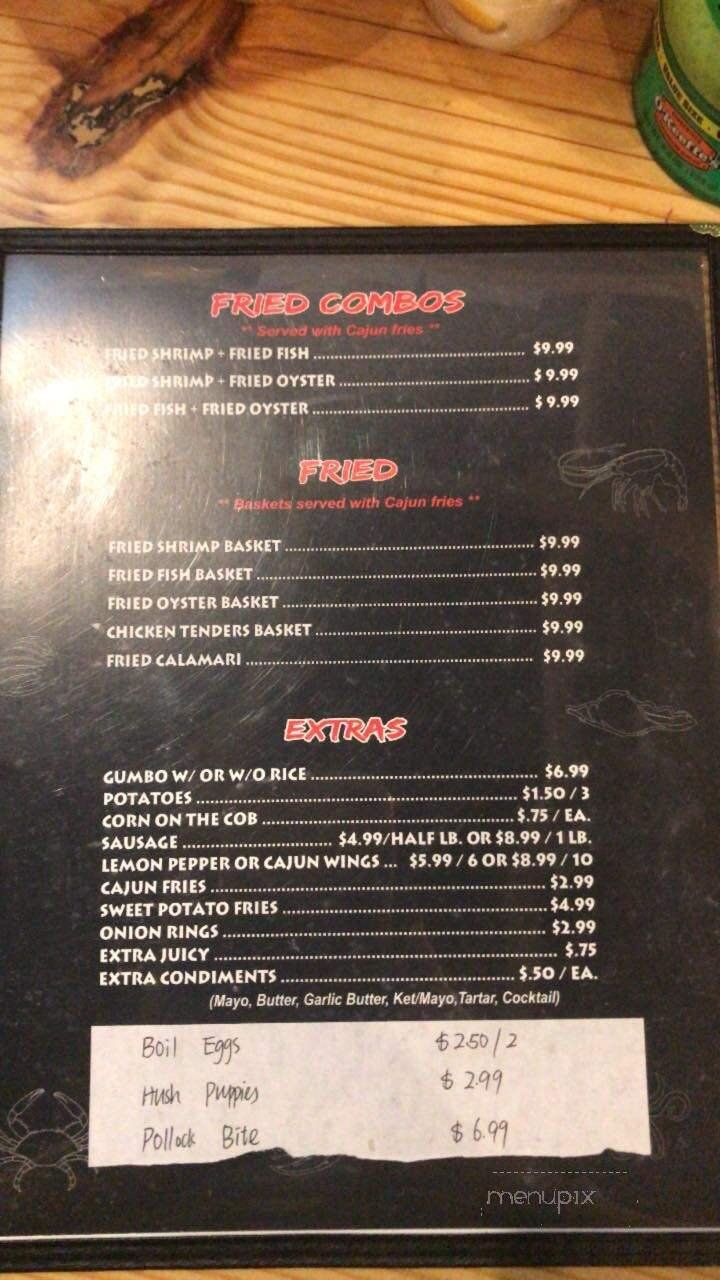 VALUE SIZE
O'Keeffe's
FRIED COMBOS
** Served with Cajun fries **
FRIED SHRIMP + FRIED FISH ........ $9.99
FRIED SHRIMP + FRIED OYSTER ........ $9.99
FRIED FISH + FRIED OYSTER ........ $9.99
FRIED
** Baskets served with Cajun fries **
FRIED SHRIMP BASKET ........ $9.99
FRIED FISH BASKET ........ $9.99
FRIED OYSTER BASKET ........ $9.99
CHICKEN TENDERS BASKET ........ $9.99
FRIED CALAMARI ........ $9.99
EXTRAS
GUMBO W/ OR W/O RICE ........ $6.99
POTATOES ........ $1.50 / 3
CORN ON THE COB ........ $.75 / EA.
SAUSAGE ........ $4.99/HALF LB. OR $8.99 / 1 LB.
LEMON PEPPER OR CAJUN WINGS ... $5.99 / 6 OR $8.99 / 10
CAJUN FRIES ........ $2.99
SWEET POTATO FRIES ........ $4.99
ONION RINGS ........ $2.99
EXTRA JUICY ........ $.75
EXTRA CONDIMENTS ........ $.50 / EA.
(Mayo, Butter, Garlic Butter, Ket/Mayo,Tartar, Cocktail)
Boil Eggs $2.50/2
Hush Puppies $2.99
Pollock Bite $6.99
menupix